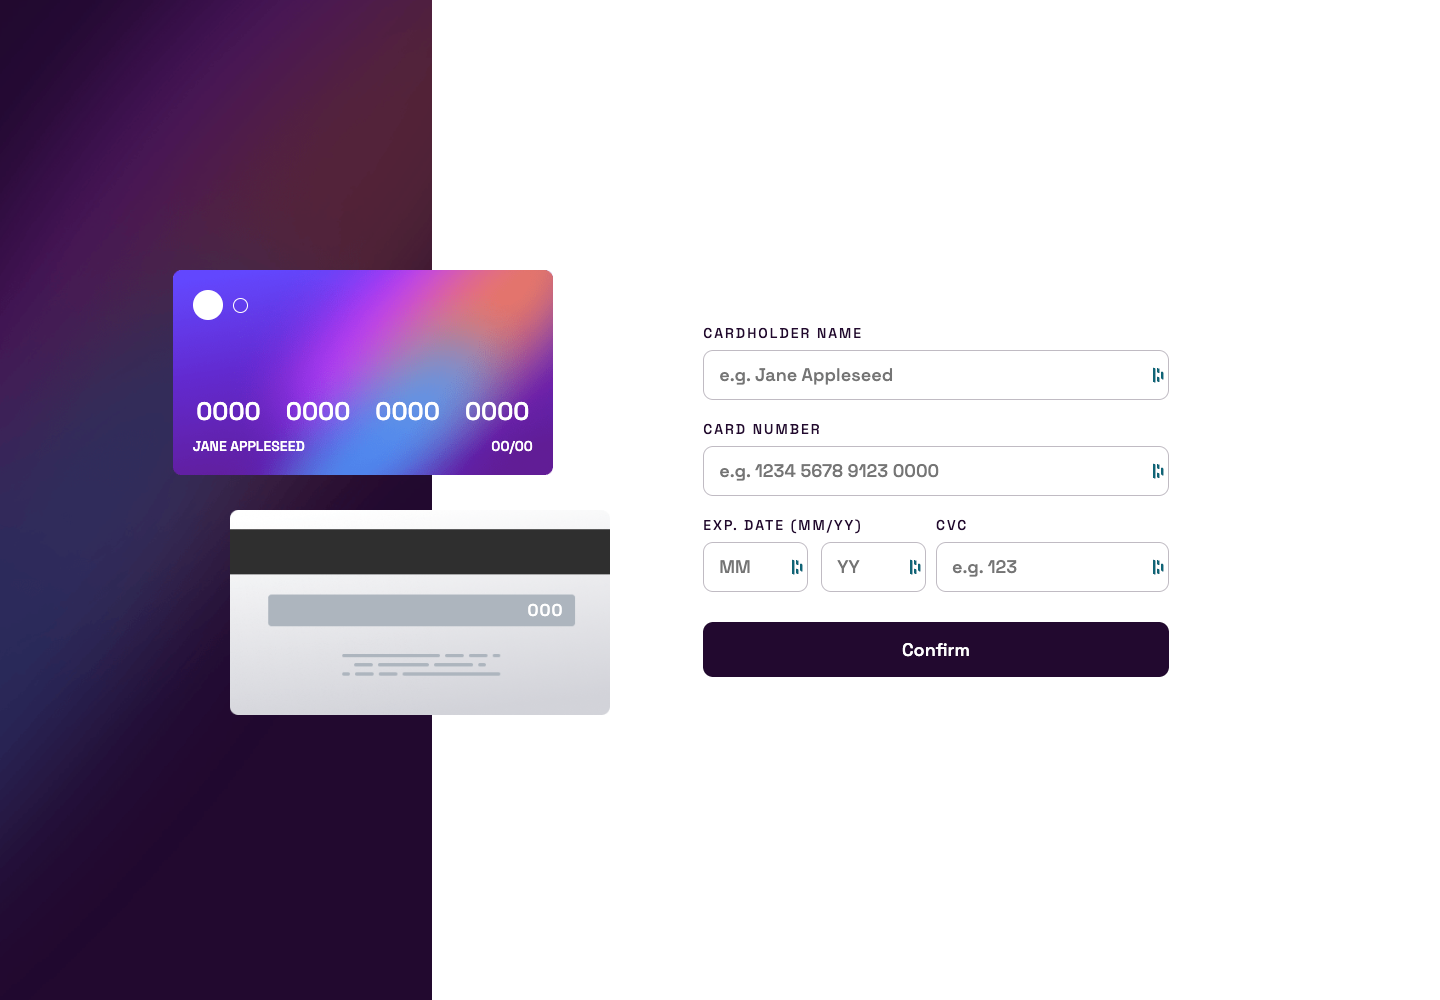 0000 0000 0000 0000
JANE APPLESEED 00/00
000
CARDHOLDER NAME
e.g. Jane Appleseed
CARD NUMBER
e.g. 1234 5678 9123 0000
EXP. DATE (MM/YY) CVC
MM YY e.g. 123
Confirm